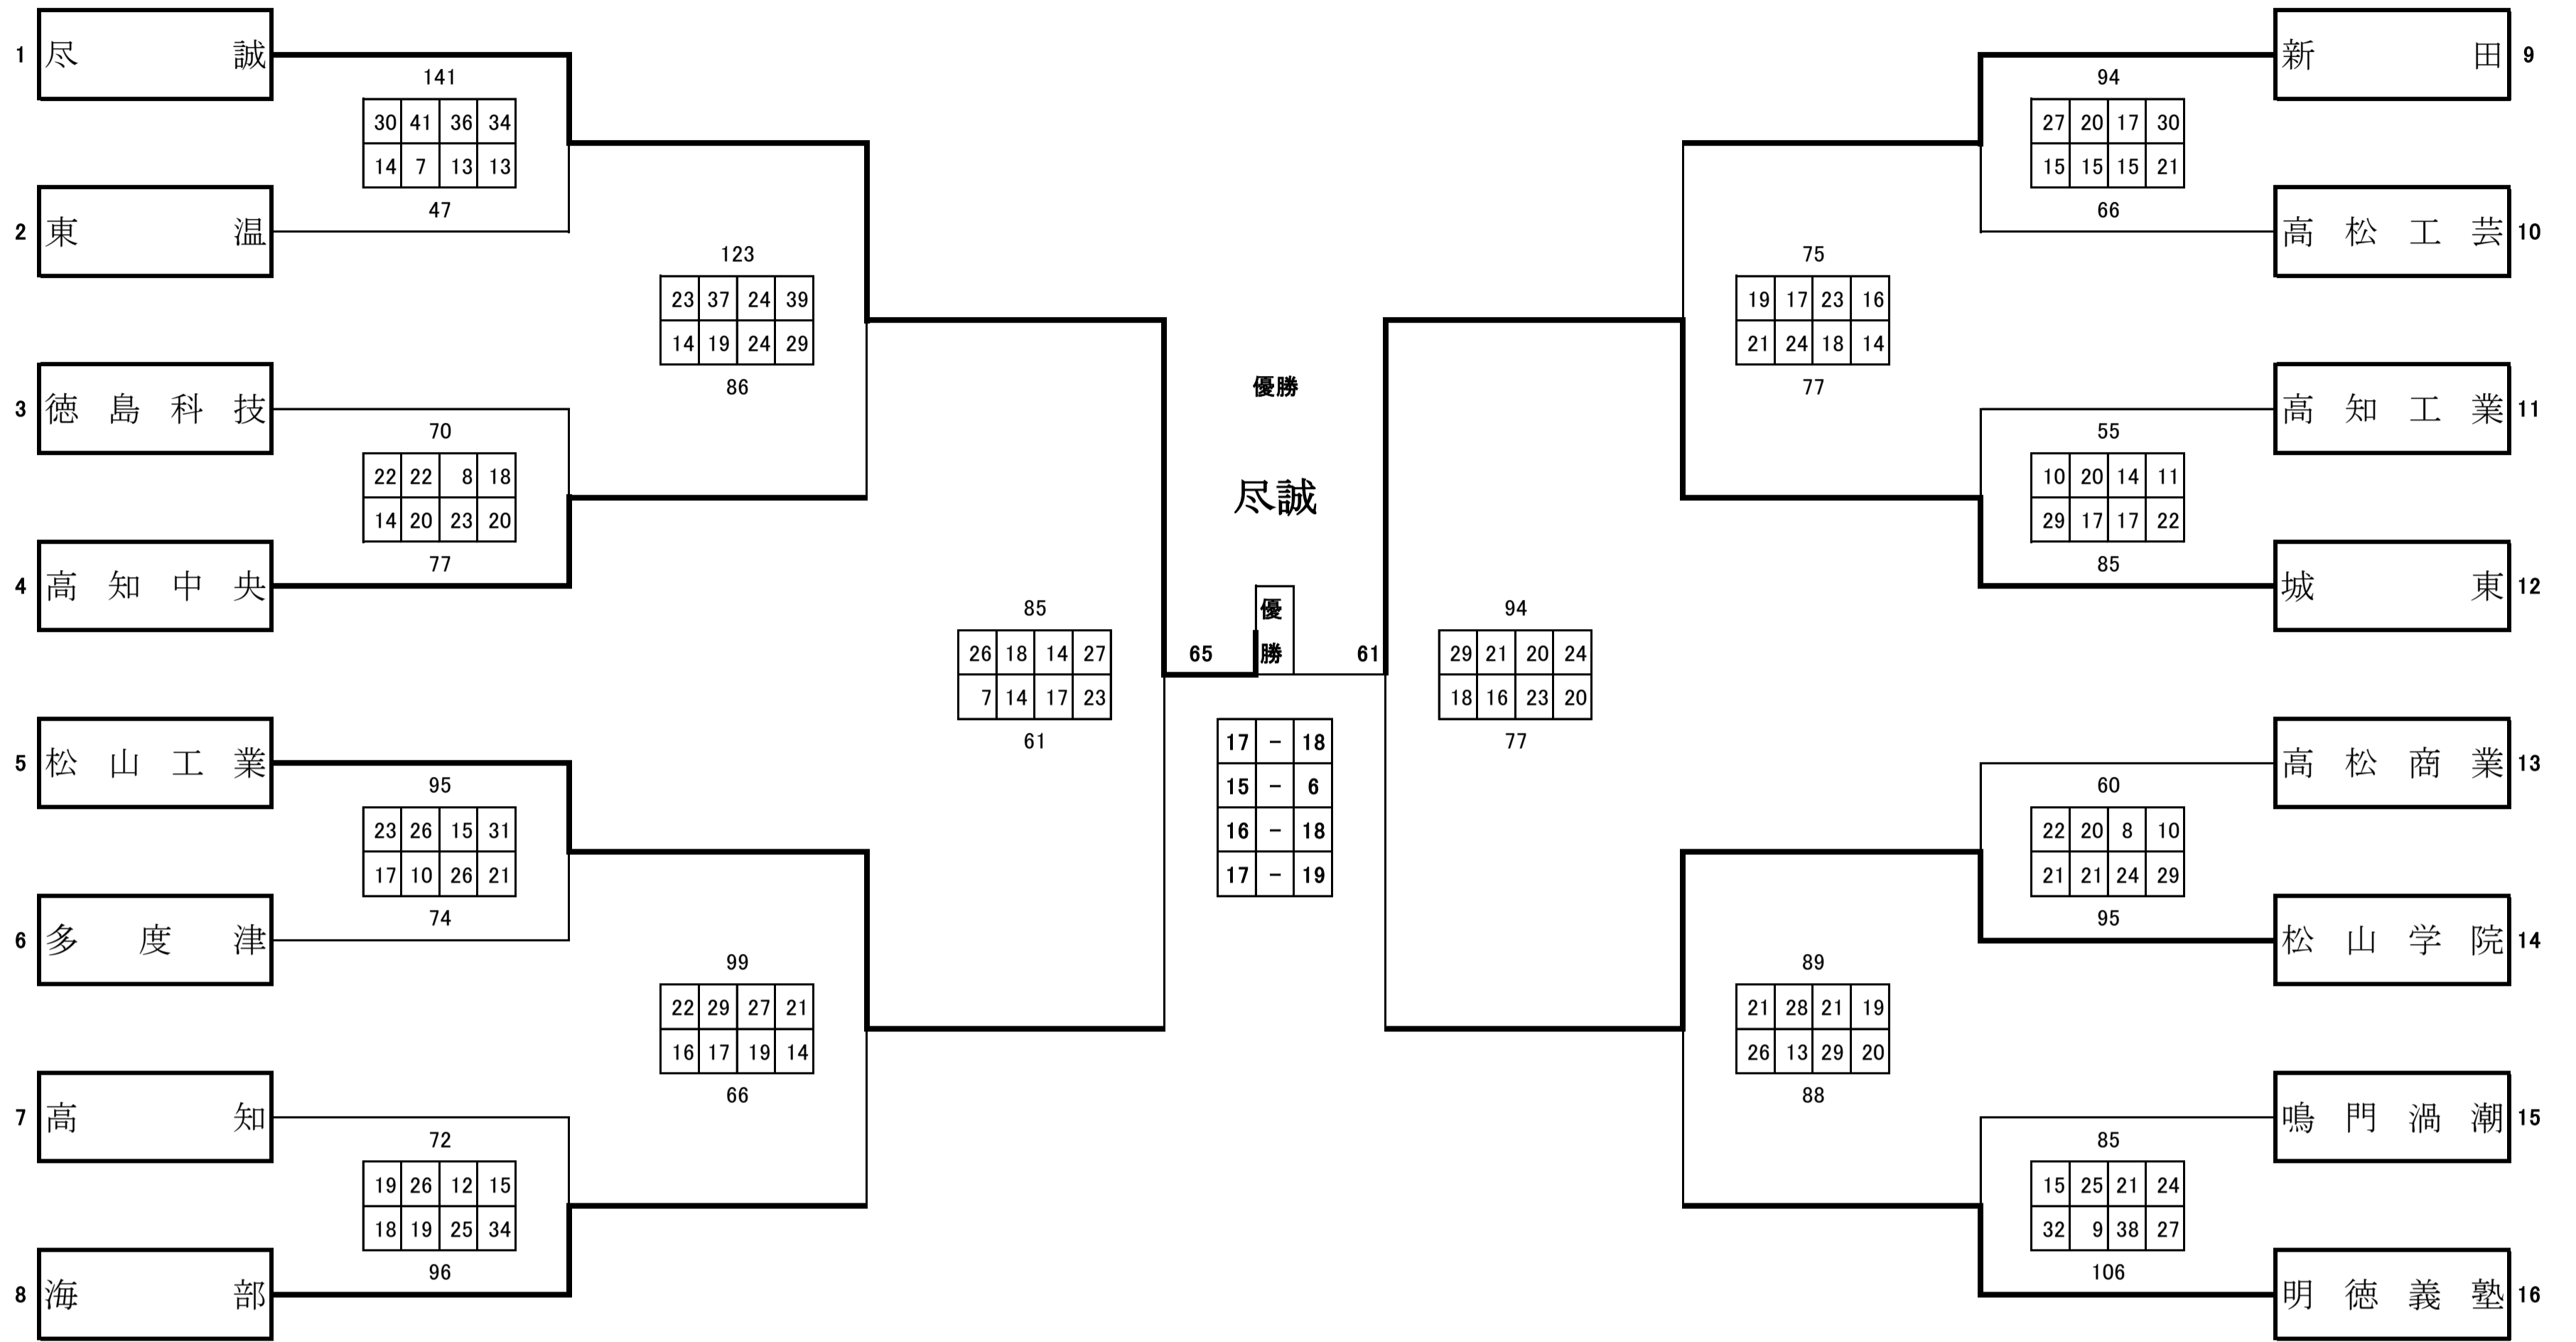 1 尽誠
141
30 41 36 34
14 7 13 13
47
2 東温
123
23 37 24 39
14 19 24 29
86
3 徳島科技
70
22 22 8 18
14 20 23 20
77
4 高知中央
85
26 18 14 27
7 14 17 23
61
5 松山工業
95
23 26 15 31
17 10 26 21
74
6 多度津
99
22 29 27 21
16 17 19 14
66
7 高知
72
19 26 12 15
18 19 25 34
96
8 海部
優勝
尽誠
優勝
65 61
17 - 18
15 - 6
16 - 18
17 - 19
新田 9
94
27 20 17 30
15 15 15 21
66
高松工芸 10
75
19 17 23 16
21 24 18 14
77
高知工業 11
55
10 20 14 11
29 17 17 22
85
城東 12
94
29 21 20 24
18 16 23 20
77
高松商業 13
60
22 20 8 10
21 21 24 29
95
松山学院 14
89
21 28 21 19
26 13 29 20
88
鳴門渦潮 15
85
15 25 21 24
32 9 38 27
106
明徳義塾 16